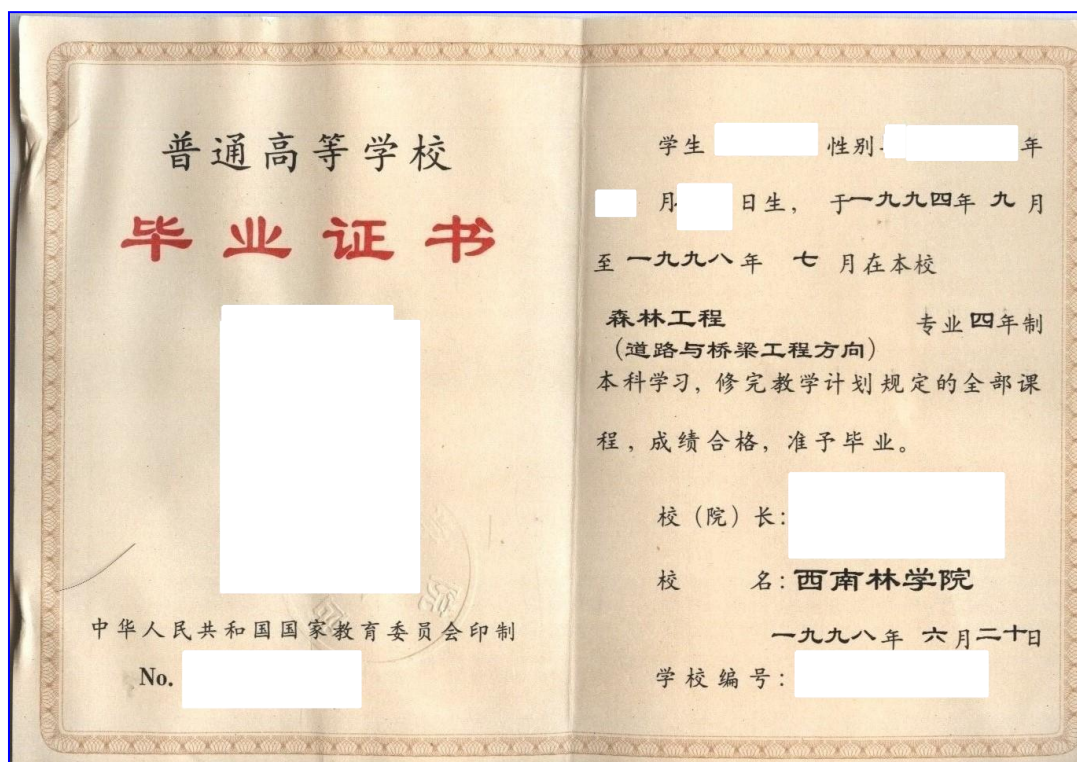 普通高等学校
毕业证书
中华人民共和国国家教育委员会印制
No.
学生 性别 年
月 日生, 于一九九四年 九 月
至 一九九八 年 七 月在本校
森林工程 专业四年制
(道路与桥梁工程方向)
本科学习, 修完教学计划规定的全部课
程, 成绩合格, 准予毕业。
校(院)长:
校 名: 西南林学院
一九九八 年 六 月二十日
学校编号: